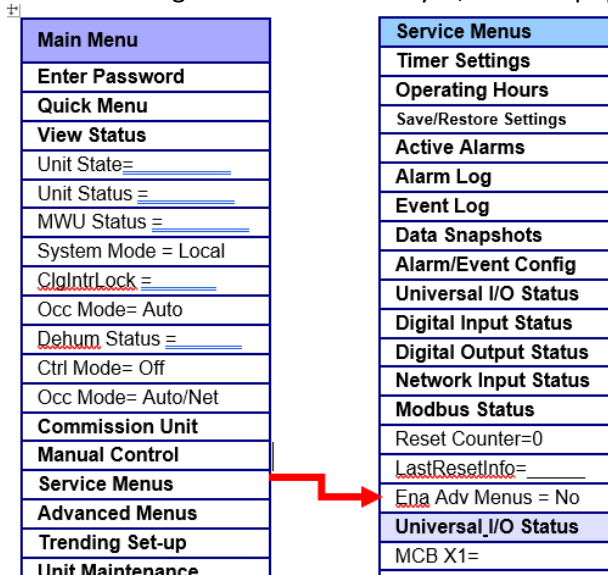 Main Menu
Enter Password
Quick Menu
View Status
Unit State=
Unit Status =
MWU Status =
System Mode = Local
ClgIntrLock =
Occ Mode= Auto
Dehum Status =
Ctrl Mode= Off
Occ Mode= Auto/Net
Commission Unit
Manual Control
Service Menus
Advanced Menus
Trending Set-up
Unit Maintenance
Service Menus
Timer Settings
Operating Hours
Save/Restore Settings
Active Alarms
Alarm Log
Event Log
Data Snapshots
Alarm/Event Config
Universal I/O Status
Digital Input Status
Digital Output Status
Network Input Status
Modbus Status
Reset Counter=0
LastResetInfo=_____
Ena Adv Menus = No
Universal I/O Status
MCB X1=